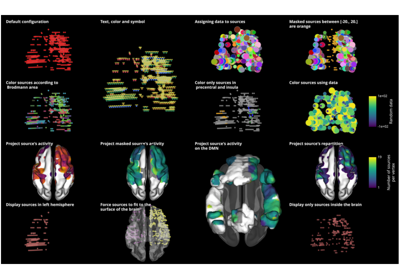 Default configuration
Text, color and symbol
Assigning data to sources
Masked sources between [-20., 20.]
are orange
Color sources according to
Brodmann area
Color only sources in
precentral and insula
Color sources using data
Random data
Project source's activity
Project masked source's activity
Project source's activity
on the DMN
Project source's repartition
Number of sources
per vertex
Display sources in left hemisphere
Force sources to fit to the
surface of the brain
Display only sources inside the brain